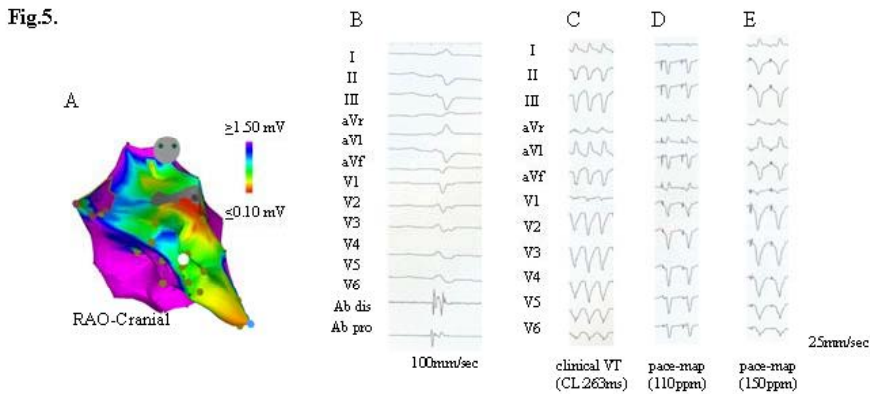 Fig.5.
A
≥1.50 mV
≤0.10 mV
RAO-Cranial
B
I
II
III
aVr
aVl
aVf
V1
V2
V3
V4
V5
V6
Ab dis
Ab pro
100mm/sec
C
D
E
I
II
III
aVr
aVl
aVf
V1
V2
V3
V4
V5
V6
25mm/sec
clinical VT
(CL:263ms)
pace-map
(110ppm)
pace-map
(150ppm)